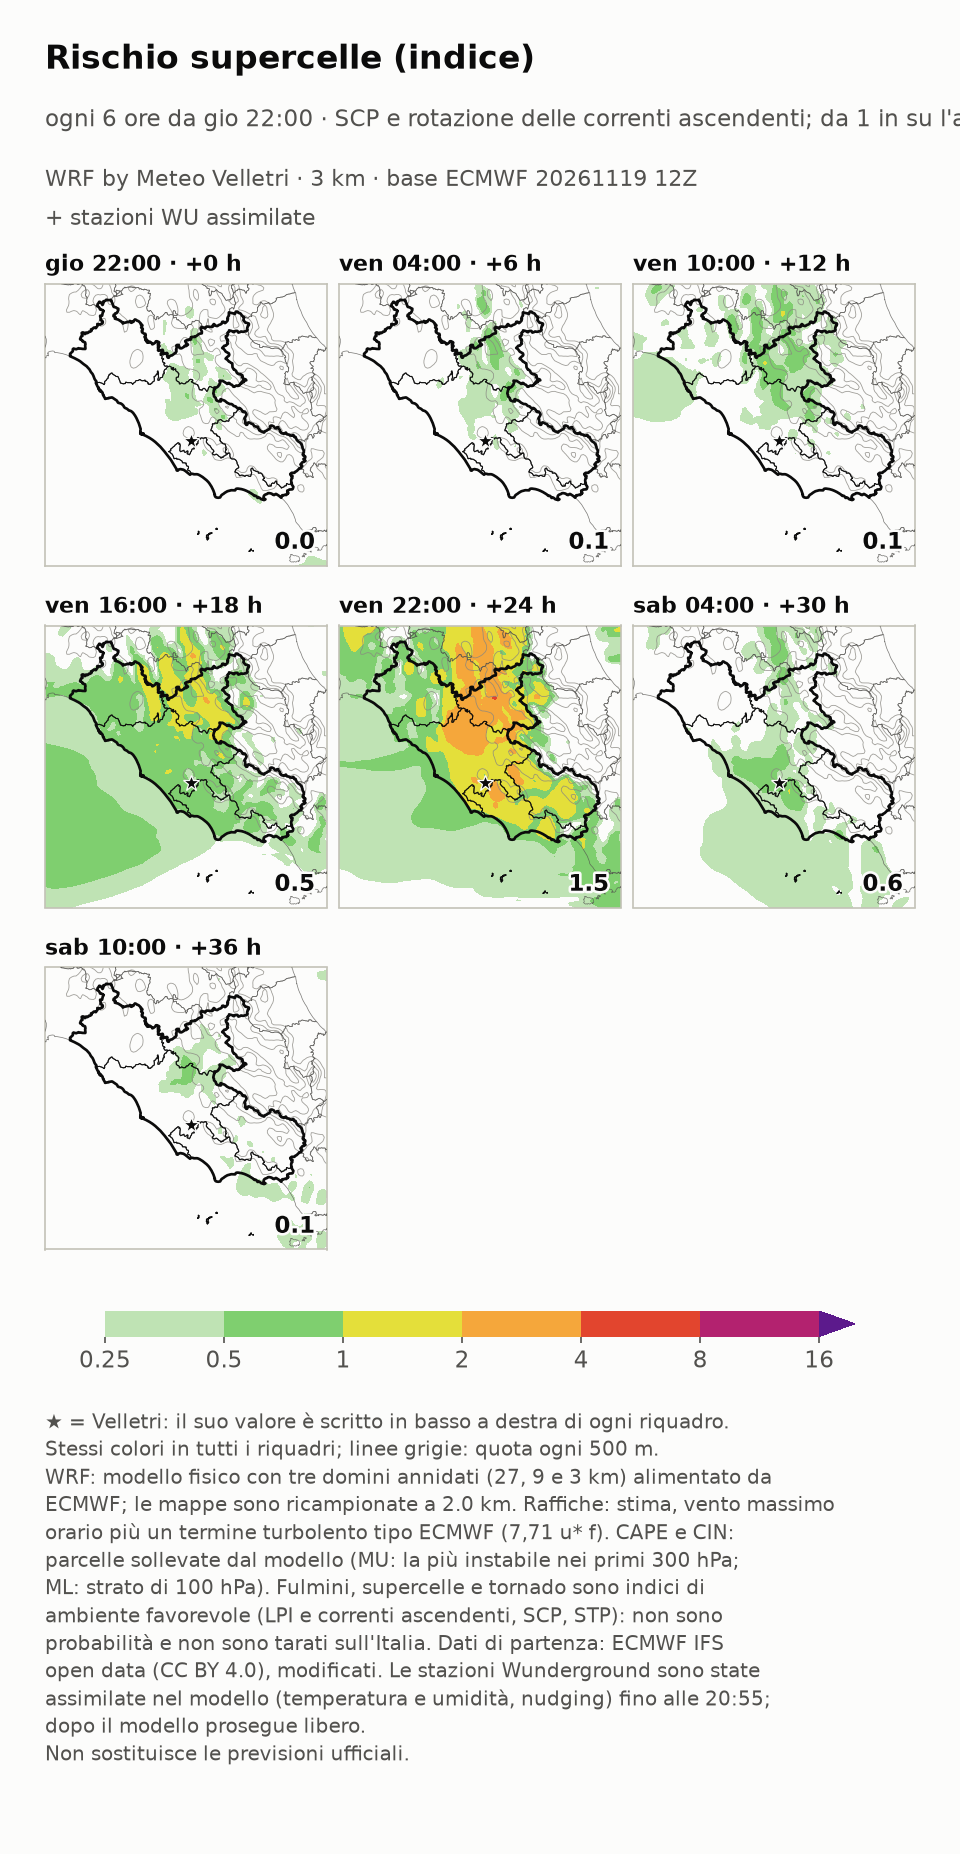 Rischio supercelle (indice)
ogni 6 ore da gio 22:00 · SCP e rotazione delle correnti ascendenti; da 1 in su l'a
WRF by Meteo Velletri · 3 km · base ECMWF 20261119 12Z
+ stazioni WU assimilate
gio 22:00 · +0 h
ven 04:00 · +6 h
ven 10:00 · +12 h
0.0
0.1
0.1
ven 16:00 · +18 h
ven 22:00 · +24 h
sab 04:00 · +30 h
0.5
1.5
0.6
sab 10:00 · +36 h
0.1
0.25 0.5 1 2 4 8 16
★ = Velletri: il suo valore è scritto in basso a destra di ogni riquadro.
Stessi colori in tutti i riquadri; linee grigie: quota ogni 500 m.
WRF: modello fisico con tre domini annidati (27, 9 e 3 km) alimentato da
ECMWF; le mappe sono ricampionate a 2.0 km. Raffiche: stima, vento massimo
orario più un termine turbolento tipo ECMWF (7,71 u* f). CAPE e CIN:
parcelle sollevate dal modello (MU: la più instabile nei primi 300 hPa;
ML: strato di 100 hPa). Fulmini, supercelle e tornado sono indici di
ambiente favorevole (LPI e correnti ascendenti, SCP, STP): non sono
probabilità e non sono tarati sull'Italia. Dati di partenza: ECMWF IFS
open data (CC BY 4.0), modificati. Le stazioni Wunderground sono state
assimilate nel modello (temperatura e umidità, nudging) fino alle 20:55;
dopo il modello prosegue libero.
Non sostituisce le previsioni ufficiali.